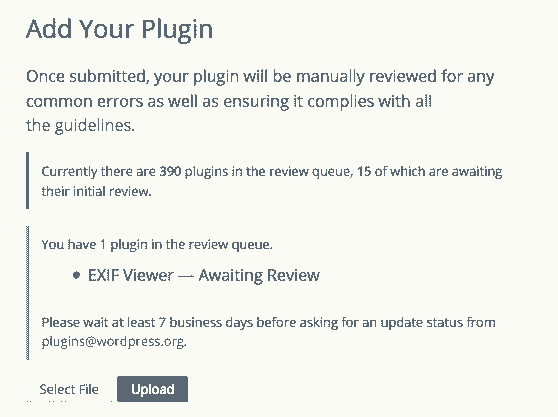 Add Your Plugin
Once submitted, your plugin will be manually reviewed for any
common errors as well as ensuring it complies with all
the guidelines.
Currently there are 390 plugins in the review queue, 15 of which are awaiting
their initial review.
You have 1 plugin in the review queue.
• EXIF Viewer — Awaiting Review
Please wait at least 7 business days before asking for an update status from
plugins@wordpress.org.
Select File Upload